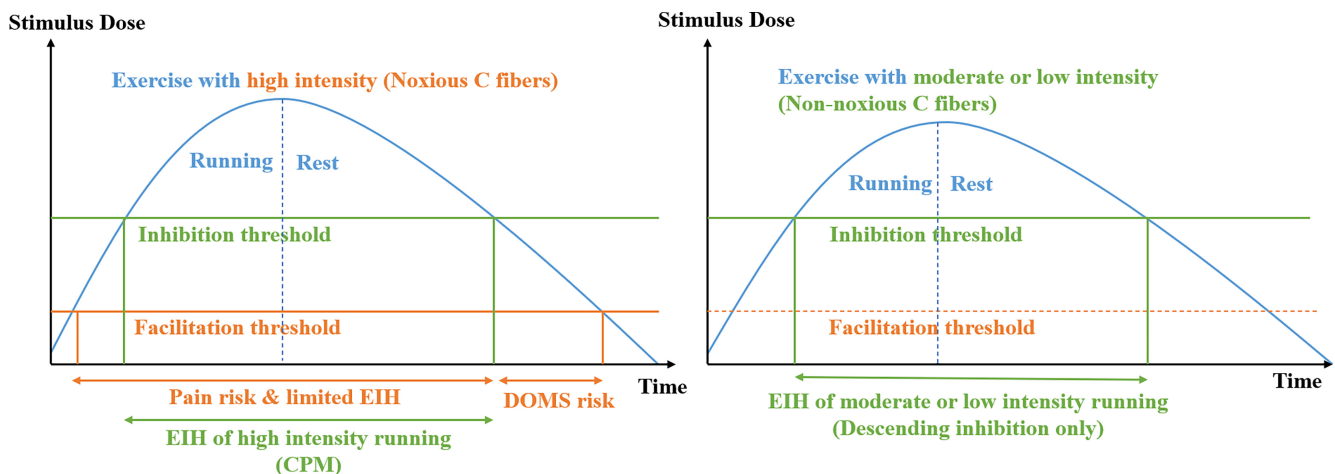 Stimulus Dose
Exercise with high intensity (Noxious C fibers)
Running
Rest
Inhibition threshold
Facilitation threshold
Time
Pain risk & limited EIH
DOMS risk
EIH of high intensity running
(CPM)
Stimulus Dose
Exercise with moderate or low intensity
(Non-noxious C fibers)
Running
Rest
Inhibition threshold
Facilitation threshold
Time
EIH of moderate or low intensity running
(Descending inhibition only)